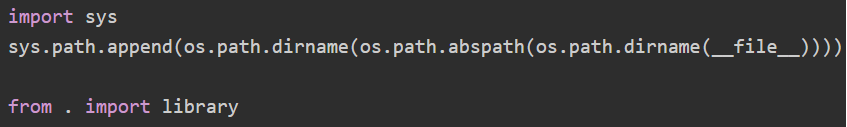 import sys
sys.path.append(os.path.dirname(os.path.abspath(os.path.dirname(__file__))))
from . import library